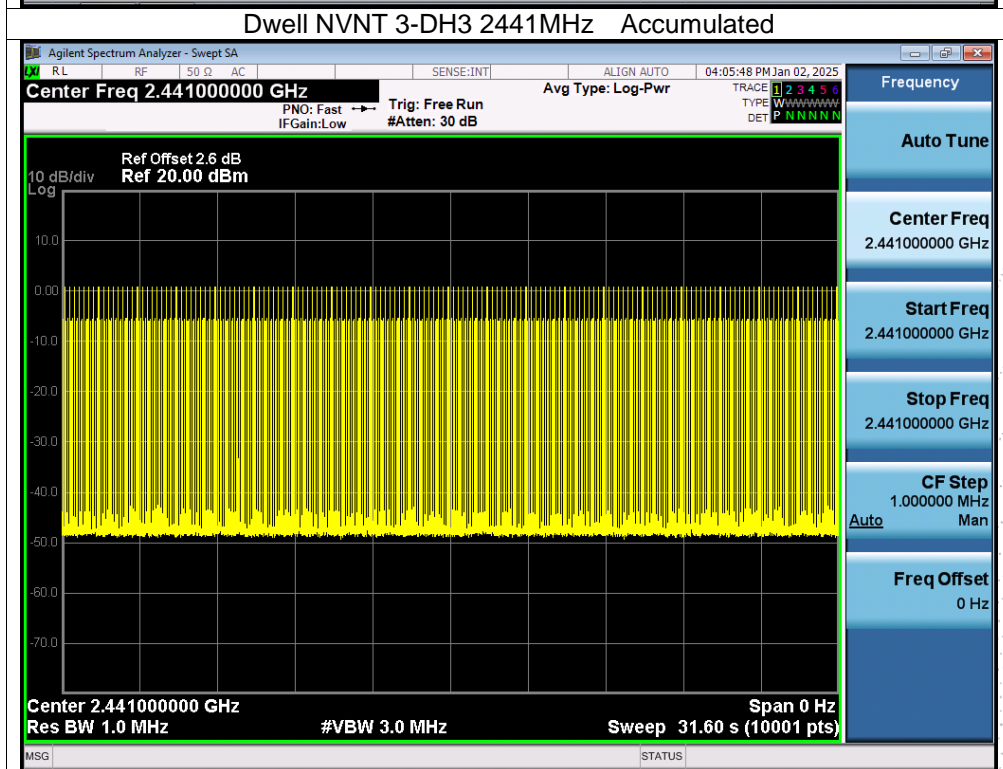 Dwell NVNT 3-DH3 2441MHz Accumulated
Agilent Spectrum Analyzer - Swept SA
LXI RL RF 50 Ω AC SENSE:INT ALIGN AUTO 04:05:48 PM Jan 02, 2025
Center Freq 2.441000000 GHz
PNO: Fast
IFGain:Low
Trig: Free Run
#Atten: 30 dB
Avg Type: Log-Pwr
TRACE 1 2 3 4 5 6
TYPE WWWWWWW
DET P N N N N N
Ref Offset 2.6 dB
10 dB/div Ref 20.00 dBm
Log
10.0
0.00
-10.0
-20.0
-30.0
-40.0
-50.0
-60.0
-70.0
Center 2.441000000 GHz Span 0 Hz
Res BW 1.0 MHz #VBW 3.0 MHz Sweep 31.60 s (10001 pts)
MSG STATUS
Frequency
Auto Tune
Center Freq
2.441000000 GHz
Start Freq
2.441000000 GHz
Stop Freq
2.441000000 GHz
CF Step
1.000000 MHz
Auto Man
Freq Offset
0 Hz